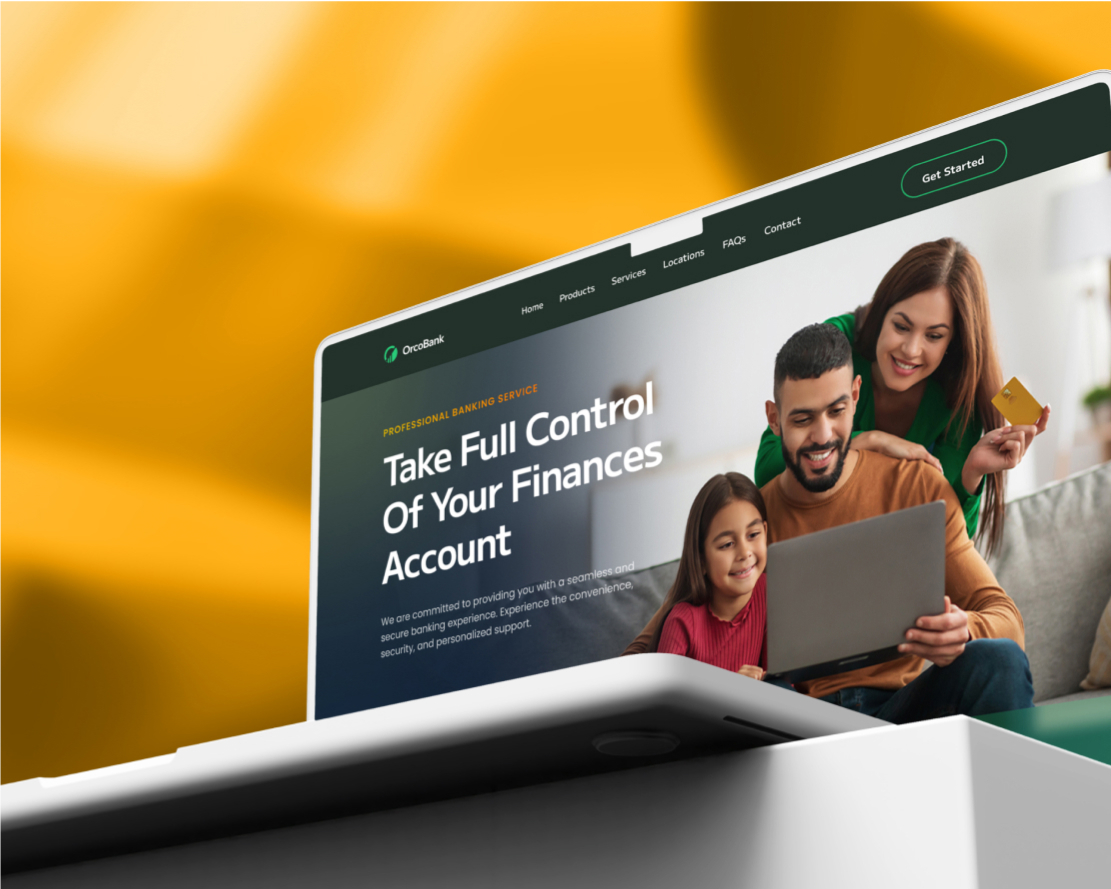 OrcoBank
Home
Products
Services
Locations
FAQs
Contact
Get Started
PROFESSIONAL BANKING SERVICE
Take Full Control
Of Your Finances
Account
We are committed to providing you with a seamless and
secure banking experience. Experience the convenience,
security, and personalized support.